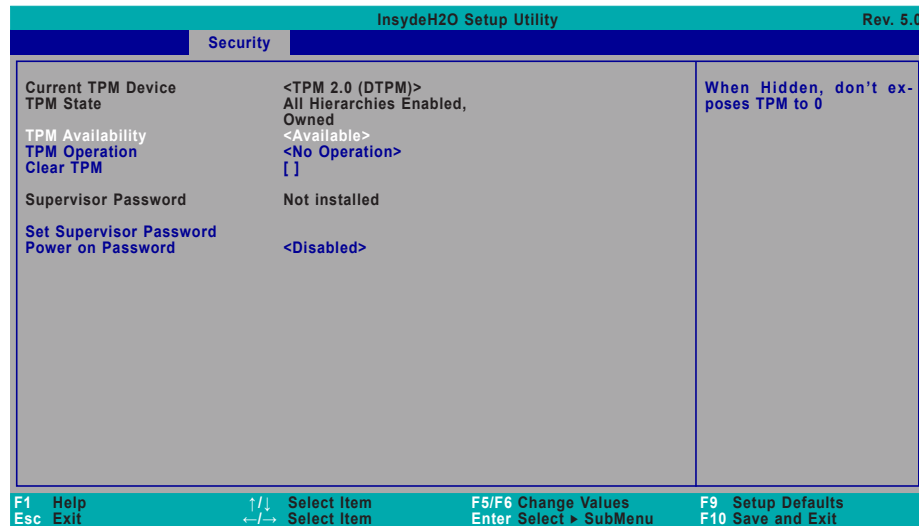 InsydeH2O Setup Utility Rev. 5.0
Security
Current TPM Device <TPM 2.0 (DTPM)>
TPM State All Hierarchies Enabled,
Owned
TPM Availability <Available>
TPM Operation <No Operation>
Clear TPM [ ]
Supervisor Password Not installed
Set Supervisor Password
Power on Password <Disabled>
When Hidden, don't ex-
poses TPM to 0
F1 Help ↑/↓ Select Item F5/F6 Change Values F9 Setup Defaults
Esc Exit ←/→ Select Item Enter Select ▶ SubMenu F10 Save and Exit